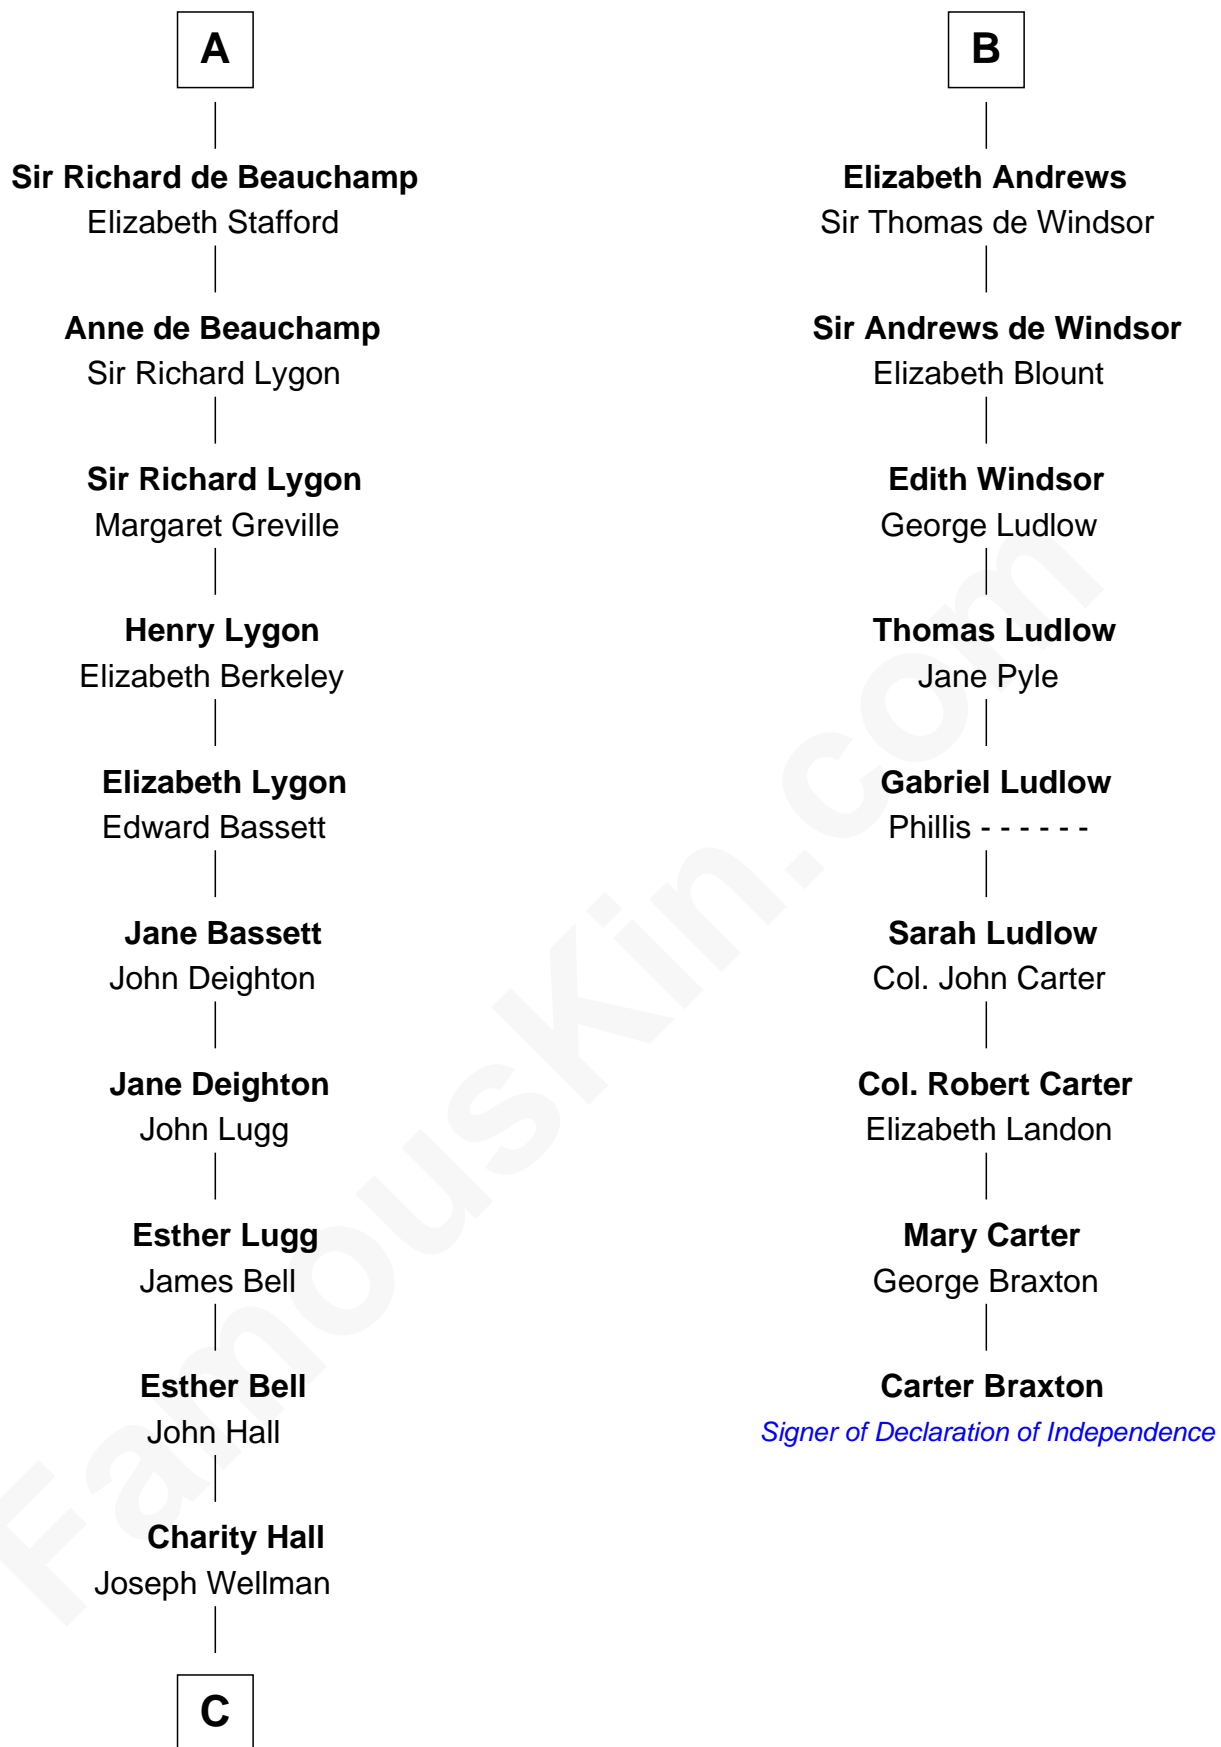 A
Sir Richard de Beauchamp
Elizabeth Stafford
Anne de Beauchamp
Sir Richard Lygon
Sir Richard Lygon
Margaret Greville
Henry Lygon
Elizabeth Berkeley
Elizabeth Lygon
Edward Bassett
Jane Bassett
John Deighton
Jane Deighton
John Lugg
Esther Lugg
James Bell
Esther Bell
John Hall
Charity Hall
Joseph Wellman
C
B
Elizabeth Andrews
Sir Thomas de Windsor
Sir Andrews de Windsor
Elizabeth Blount
Edith Windsor
George Ludlow
Thomas Ludlow
Jane Pyle
Gabriel Ludlow
Phillis - - - - - -
Sarah Ludlow
Col. John Carter
Col. Robert Carter
Elizabeth Landon
Mary Carter
George Braxton
Carter Braxton
Signer of Declaration of Independence
FamousKin.com